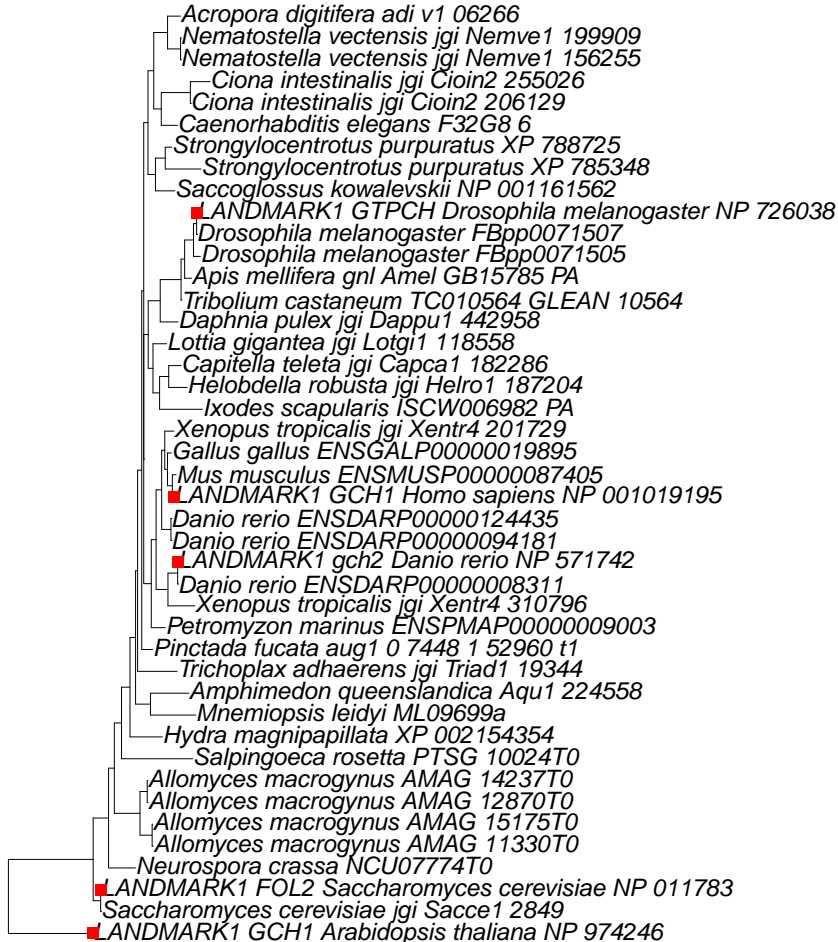 Acropora digitifera adi v1 06266
Nematostella vectensis jgi Nemve1 199909
Nematostella vectensis jgi Nemve1 156255
Ciona intestinalis jgi Cioin2 255026
Ciona intestinalis jgi Cioin2 206129
Caenorhabditis elegans F32G8 6
Strongylocentrotus purpuratus XP 788725
Strongylocentrotus purpuratus XP 785348
Saccoglossus kowalevskii NP 001161562
LANDMARK1 GTPCH Drosophila melanogaster NP 726038
Drosophila melanogaster FBpp0071507
Drosophila melanogaster FBpp0071505
Apis mellifera gnl Amel GB15785 PA
Tribolium castaneum TC010564 GLEAN 10564
Daphnia pulex jgi Dappu1 442958
Lottia gigantea jgi Lotgi1 118558
Capitella teleta jgi Capca1 182286
Helobdella robusta jgi Helro1 187204
Ixodes scapularis ISCW006982 PA
Xenopus tropicalis jgi Xentr4 201729
Gallus gallus ENSGALP00000019895
Mus musculus ENSMUSP00000087405
LANDMARK1 GCH1 Homo sapiens NP 001019195
Danio rerio ENSDARP00000124435
Danio rerio ENSDARP00000094181
LANDMARK1 gch2 Danio rerio NP 571742
Danio rerio ENSDARP00000008311
Xenopus tropicalis jgi Xentr4 310796
Petromyzon marinus ENSPMAP00000009003
Pinctada fucata aug1 0 7448 1 52960 t1
Trichoplax adhaerens jgi Triad1 19344
Amphimedon queenslandica Aqu1 224558
Mnemiopsis leidyi ML09699a
Hydra magnipapillata XP 002154354
Salpingoeca rosetta PTSG 10024T0
Allomyces macrogynus AMAG 14237T0
Allomyces macrogynus AMAG 12870T0
Allomyces macrogynus AMAG 15175T0
Allomyces macrogynus AMAG 11330T0
Neurospora crassa NCU07774T0
LANDMARK1 FOL2 Saccharomyces cerevisiae NP 011783
Saccharomyces cerevisiae jgi Sacce1 2849
LANDMARK1 GCH1 Arabidopsis thaliana NP 974246